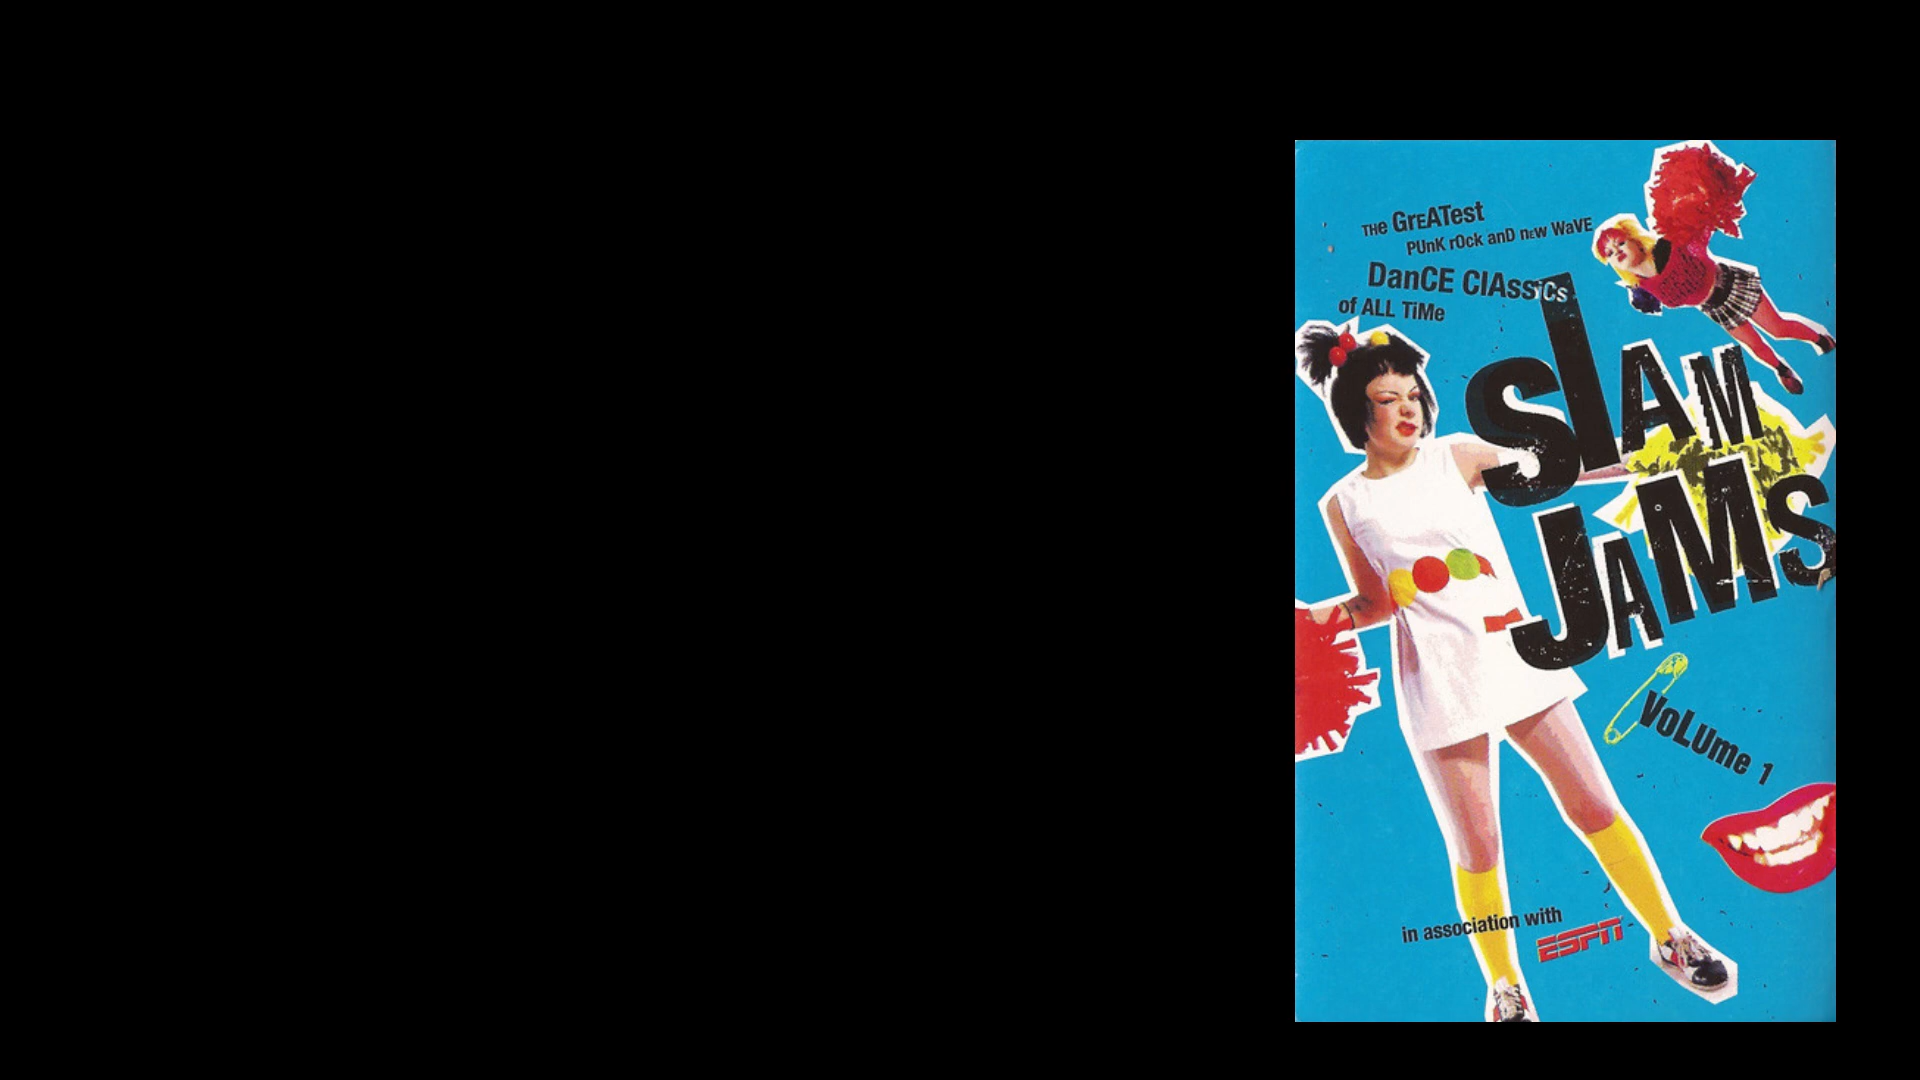 THe GrEATest
PUnK rOck anD nEw WaVE
DanCE ClAssiCs
of ALL TiMe
SlAM
JAMS
VoLUme 1
in association with
ESPN